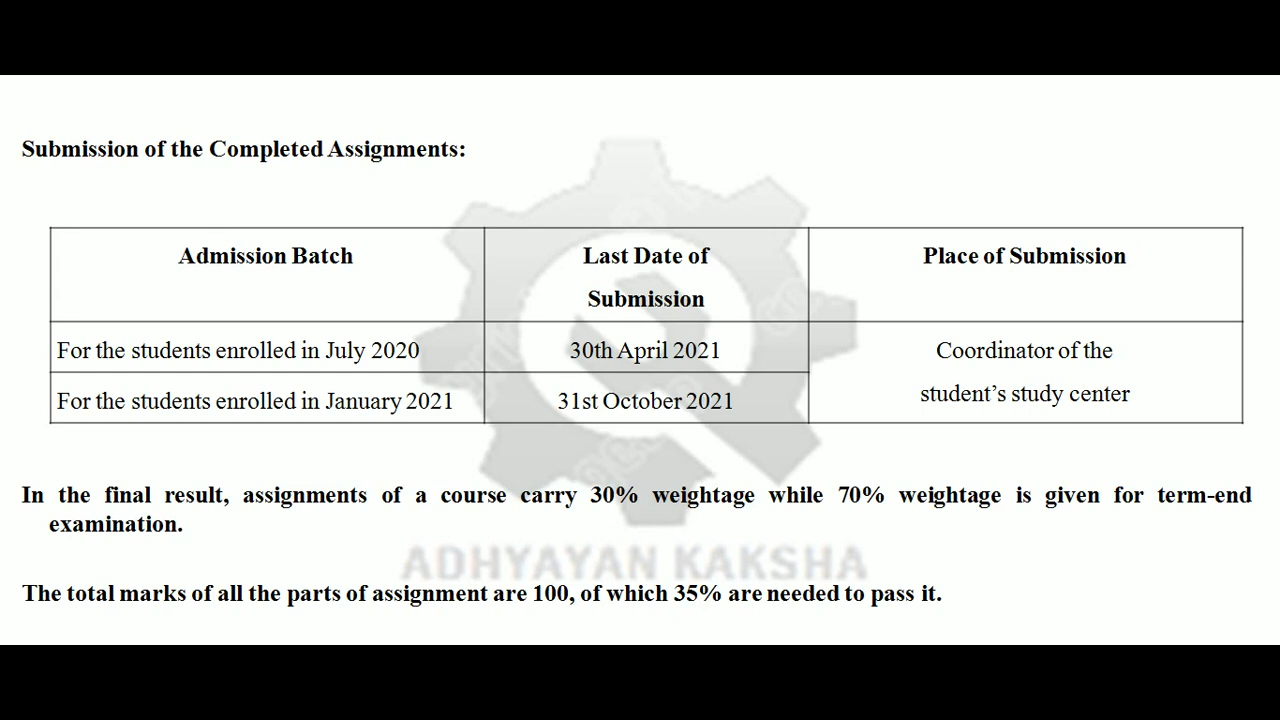 Submission of the Completed Assignments:
Admission Batch
Last Date of
Submission
Place of Submission
For the students enrolled in July 2020
30th April 2021
Coordinator of the
student’s study center
For the students enrolled in January 2021
31st October 2021
In the final result, assignments of a course carry 30% weightage while 70% weightage is given for term-end
examination.
ADHYAYAN KAKSHA
The total marks of all the parts of assignment are 100, of which 35% are needed to pass it.